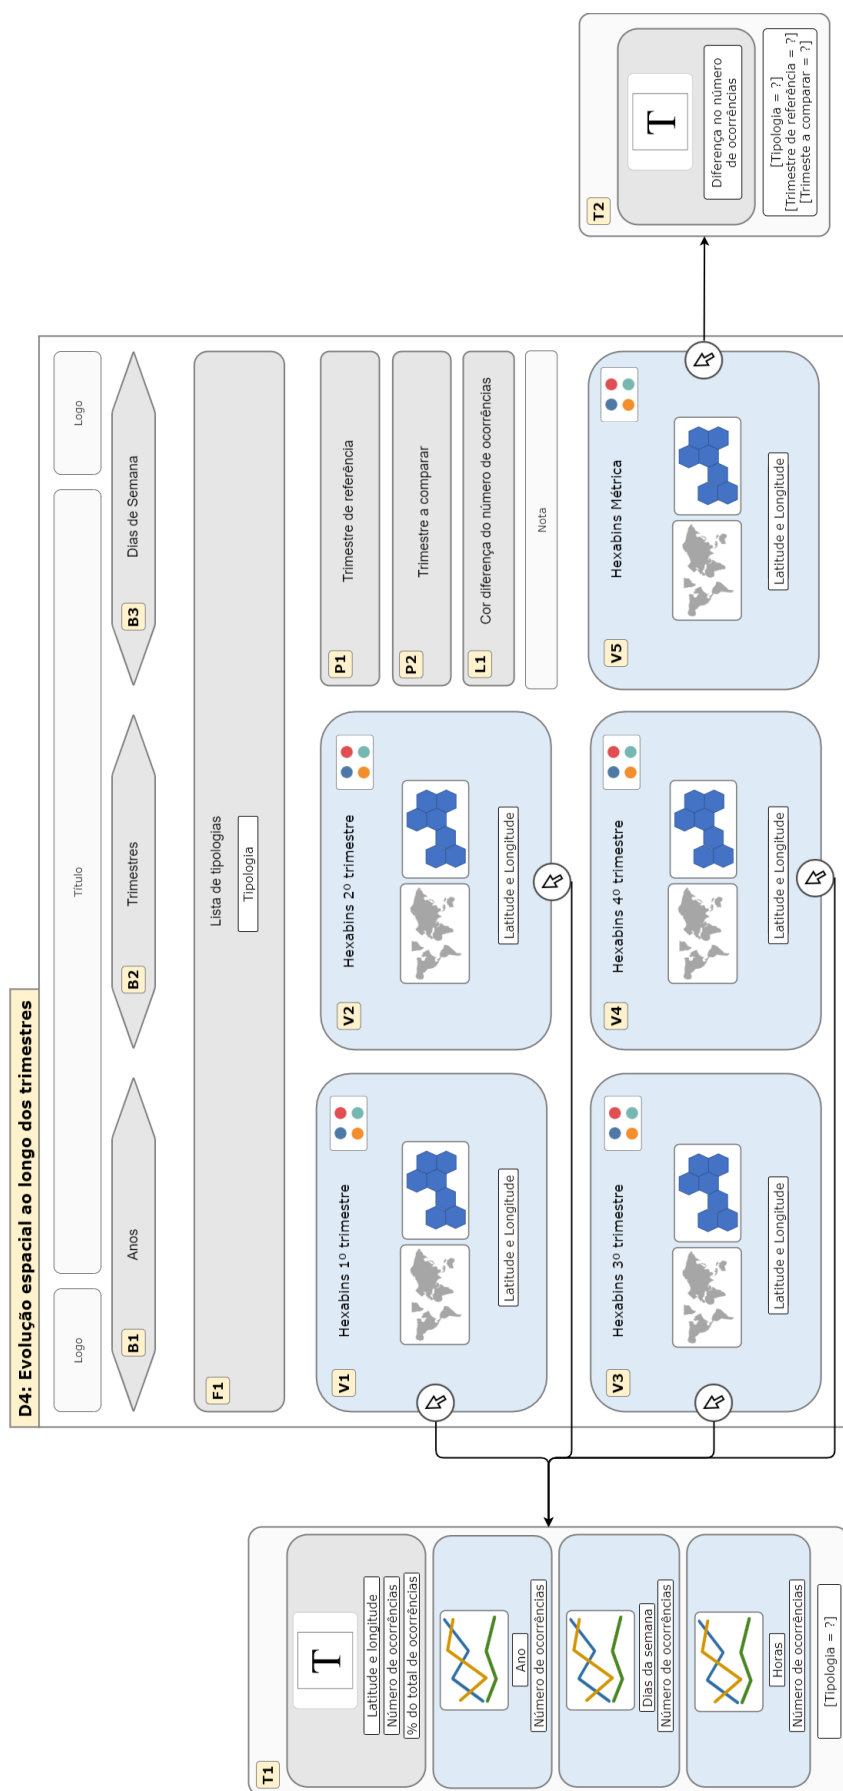 D4: Evolução espacial ao longo dos trimestres
Logo
Título
Logo
B1
Anos
B2
Trimestres
B3
Dias de Semana
F1
Lista de tipologias
Tipologia
V1
Hexabins 1º trimestre
Latitude e Longitude
V2
Hexabins 2º trimestre
Latitude e Longitude
P1
Trimestre de referência
P2
Trimestre a comparar
L1
Cor diferença do número de ocorrências
Nota
V3
Hexabins 3º trimestre
Latitude e Longitude
V4
Hexabins 4º trimestre
Latitude e Longitude
V5
Hexabins Métrica
Latitude e Longitude
T1
T
Latitude e longitude
Número de ocorrências
% do total de ocorrências
Ano
Número de ocorrências
Dias da semana
Número de ocorrências
Horas
Número de ocorrências
[Tipologia = ?]
T2
T
Diferença no número
de ocorrências
[Tipologia = ?]
[Trimestre de referência = ?]
[Trimeste a comparar = ?]